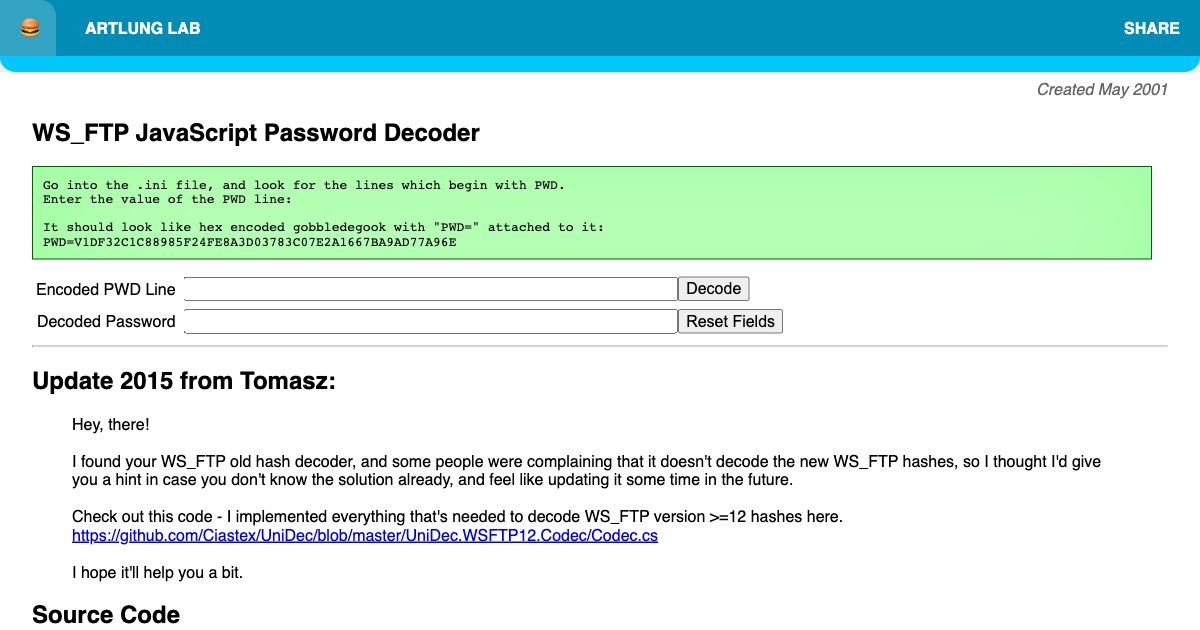 ARTLUNG LAB
SHARE
Created May 2001
WS_FTP JavaScript Password Decoder
Go into the .ini file, and look for the lines which begin with PWD.
Enter the value of the PWD line:
It should look like hex encoded gobbledegook with "PWD=" attached to it:
PWD=V1DF32C1C88985F24FE8A3D03783C07E2A1667BA9AD77A96E
Encoded PWD Line
Decode
Decoded Password
Reset Fields
Update 2015 from Tomasz:
Hey, there!
I found your WS_FTP old hash decoder, and some people were complaining that it doesn't decode the new WS_FTP hashes, so I thought I'd give
you a hint in case you don't know the solution already, and feel like updating it some time in the future.
Check out this code - I implemented everything that's needed to decode WS_FTP version >=12 hashes here.
https://github.com/Ciastex/UniDec/blob/master/UniDec.WSFTP12.Codec/Codec.cs
I hope it'll help you a bit.
Source Code